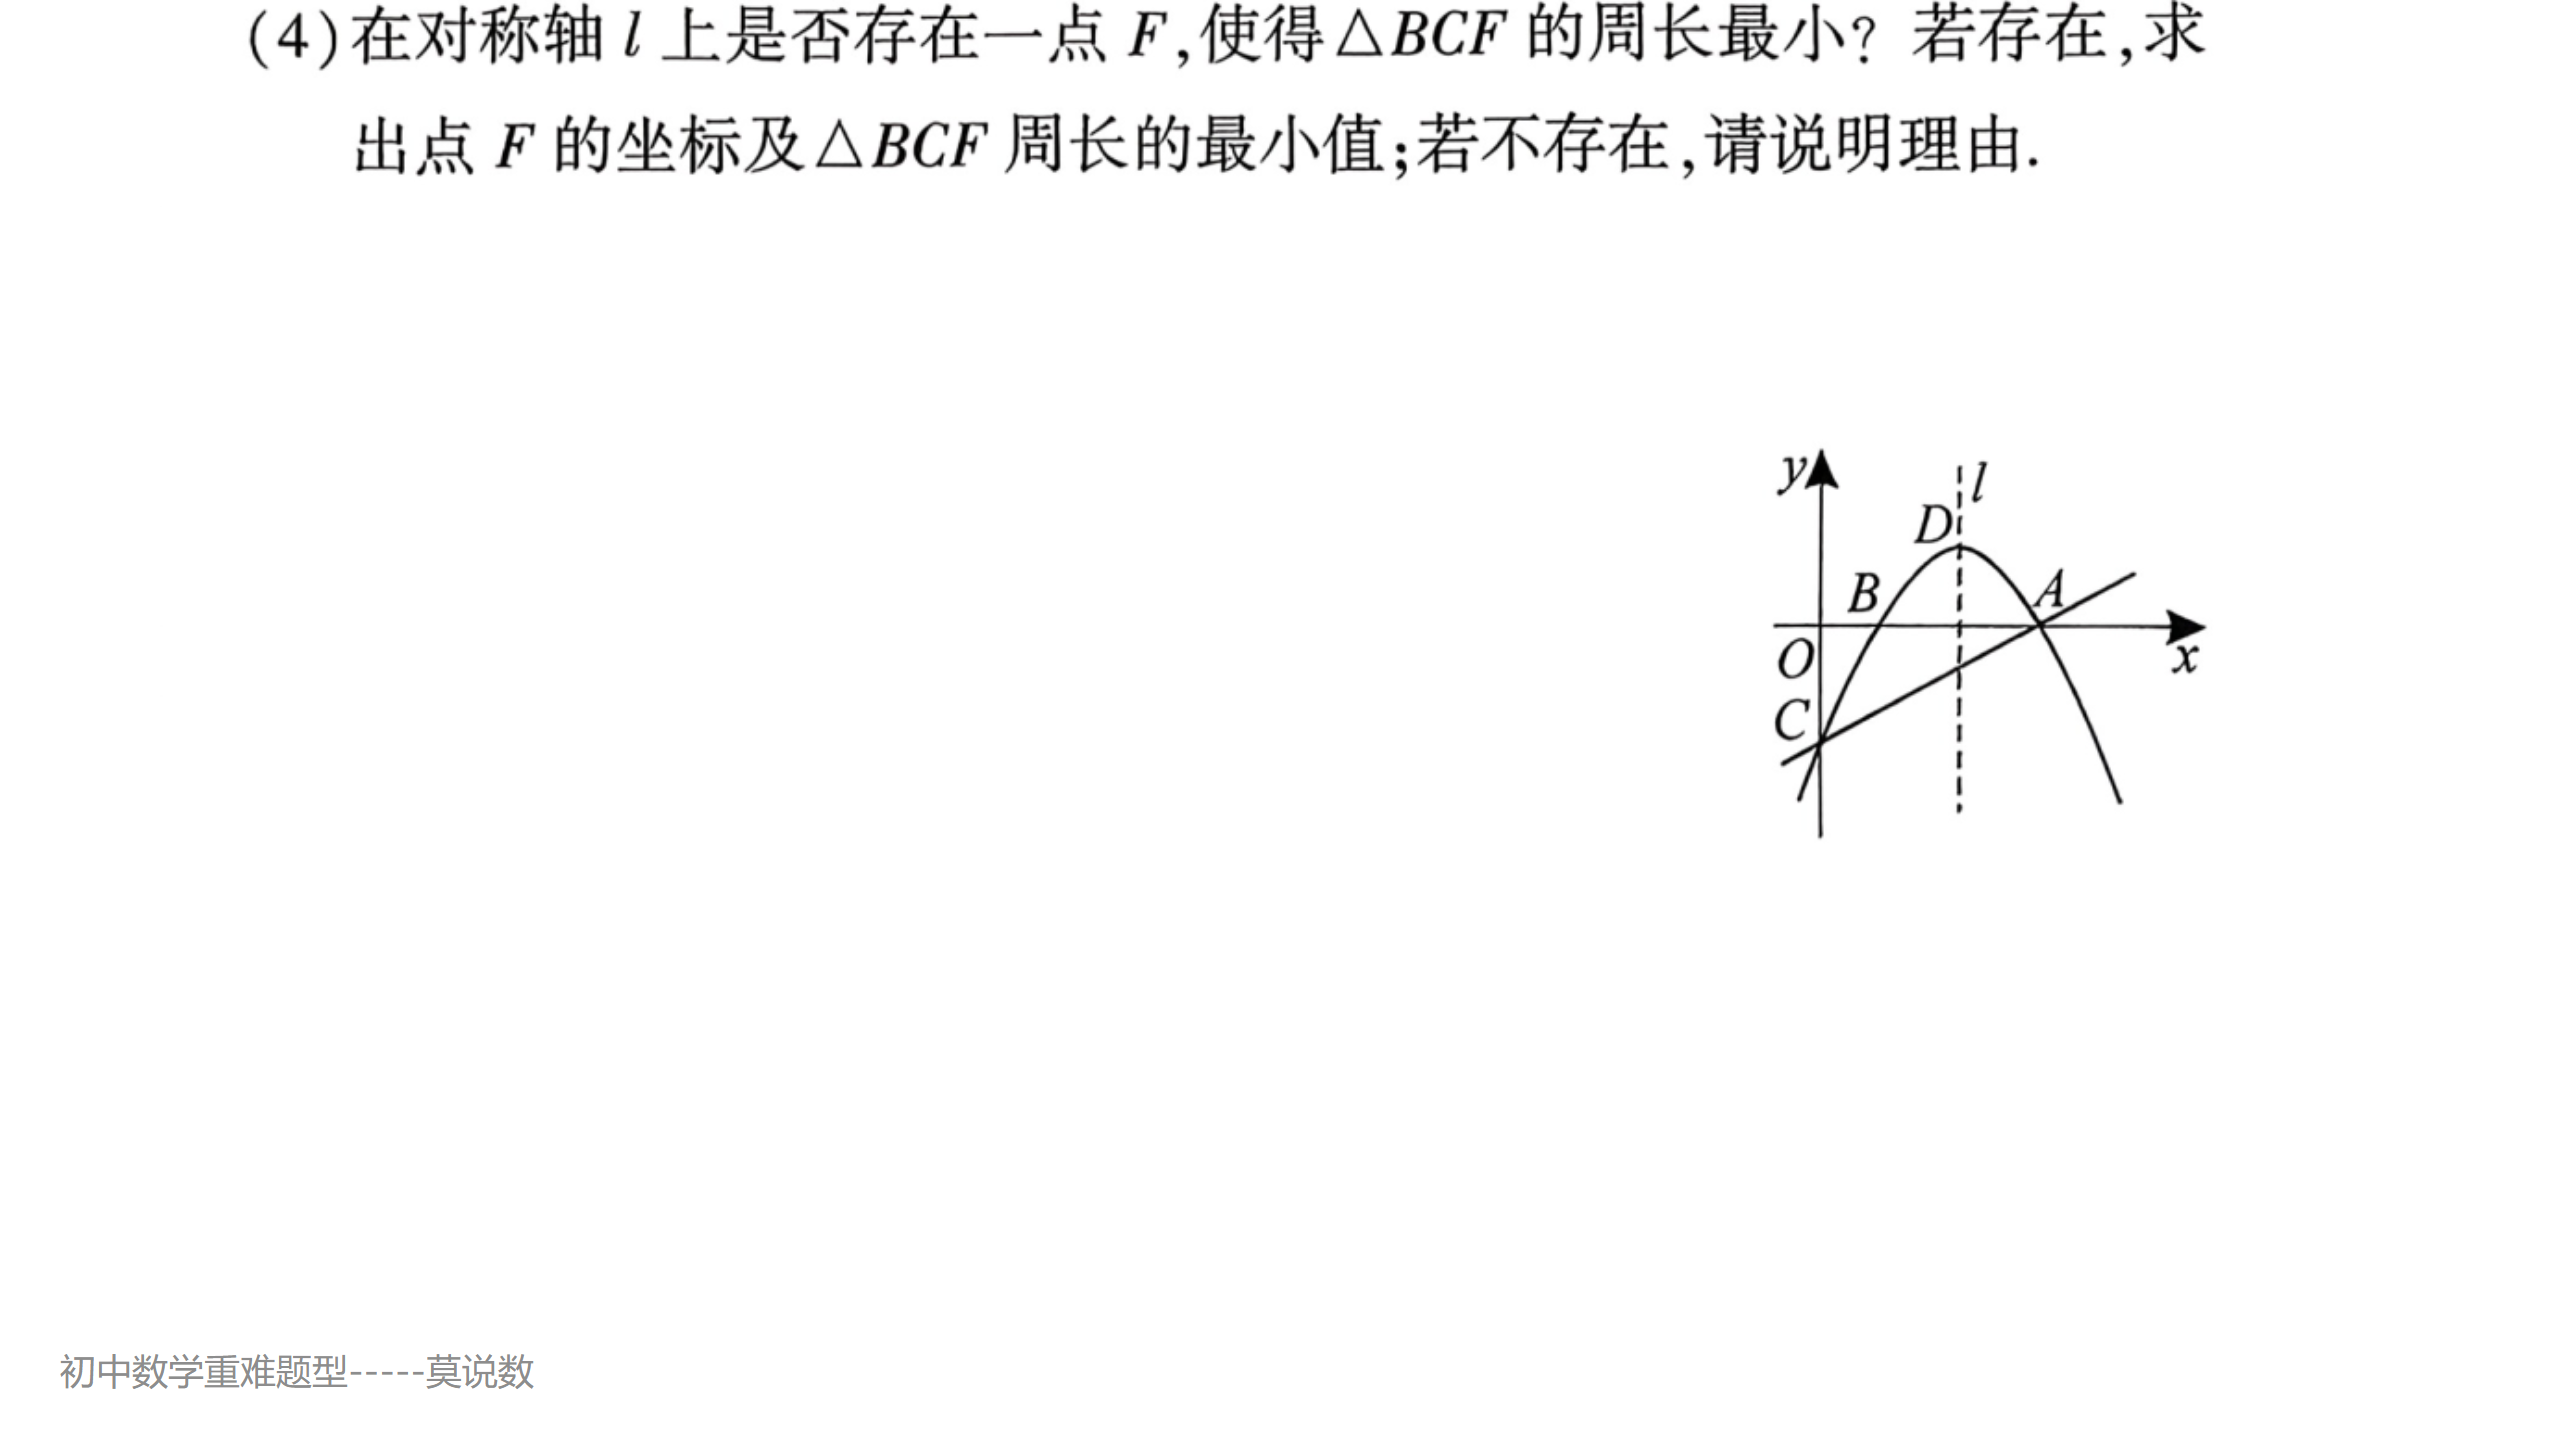 (4)在对称轴 l 上是否存在一点 F,使得△BCF 的周长最小? 若存在,求
出点 F 的坐标及△BCF 周长的最小值;若不存在,请说明理由.
y
l
D
B
A
O
x
C
初中数学重难题型-----莫说数